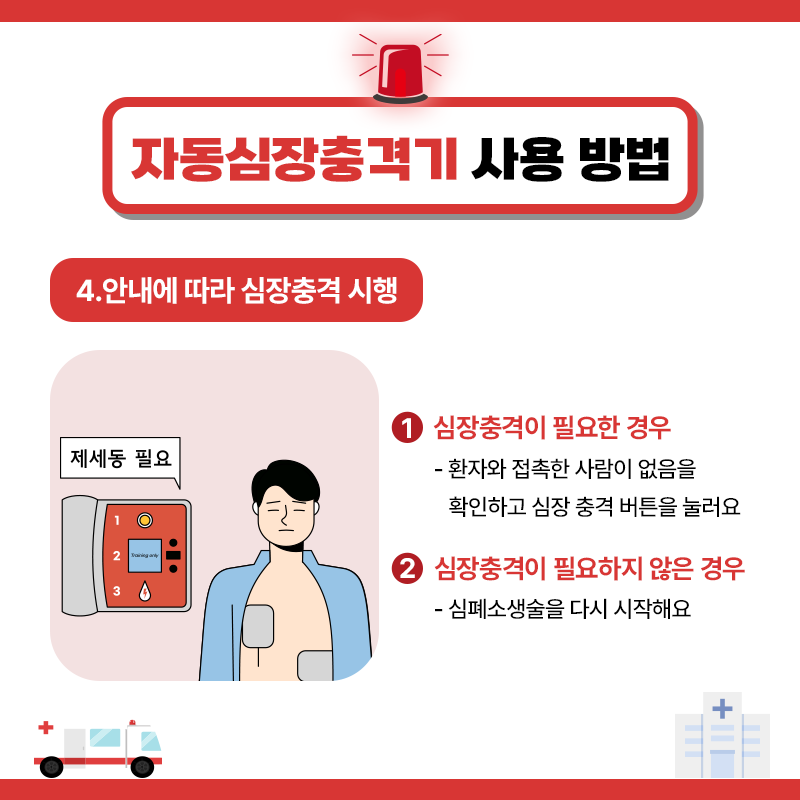 자동심장충격기 사용 방법
4.안내에 따라 심장충격 시행
제세동 필요
1
2
Training only
3
1 심장충격이 필요한 경우
- 환자와 접촉한 사람이 없음을
확인하고 심장 충격 버튼을 눌러요
2 심장충격이 필요하지 않은 경우
- 심폐소생술을 다시 시작해요